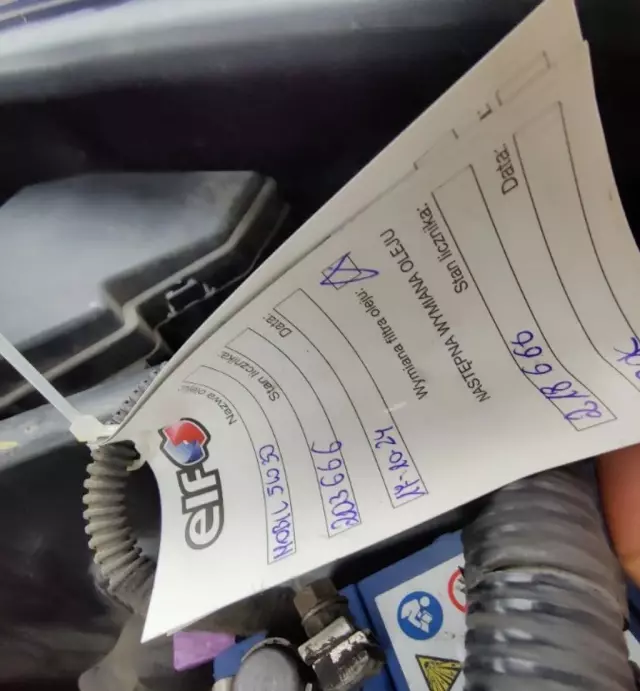 elf
Nazwa oleju: MOBIL 5W30
Stan licznika: 203666
Data: 17-10-24
Wymiana filtra oleju:
NASTĘPNA WYMIANA OLEJU
Stan licznika: 218666
Data: